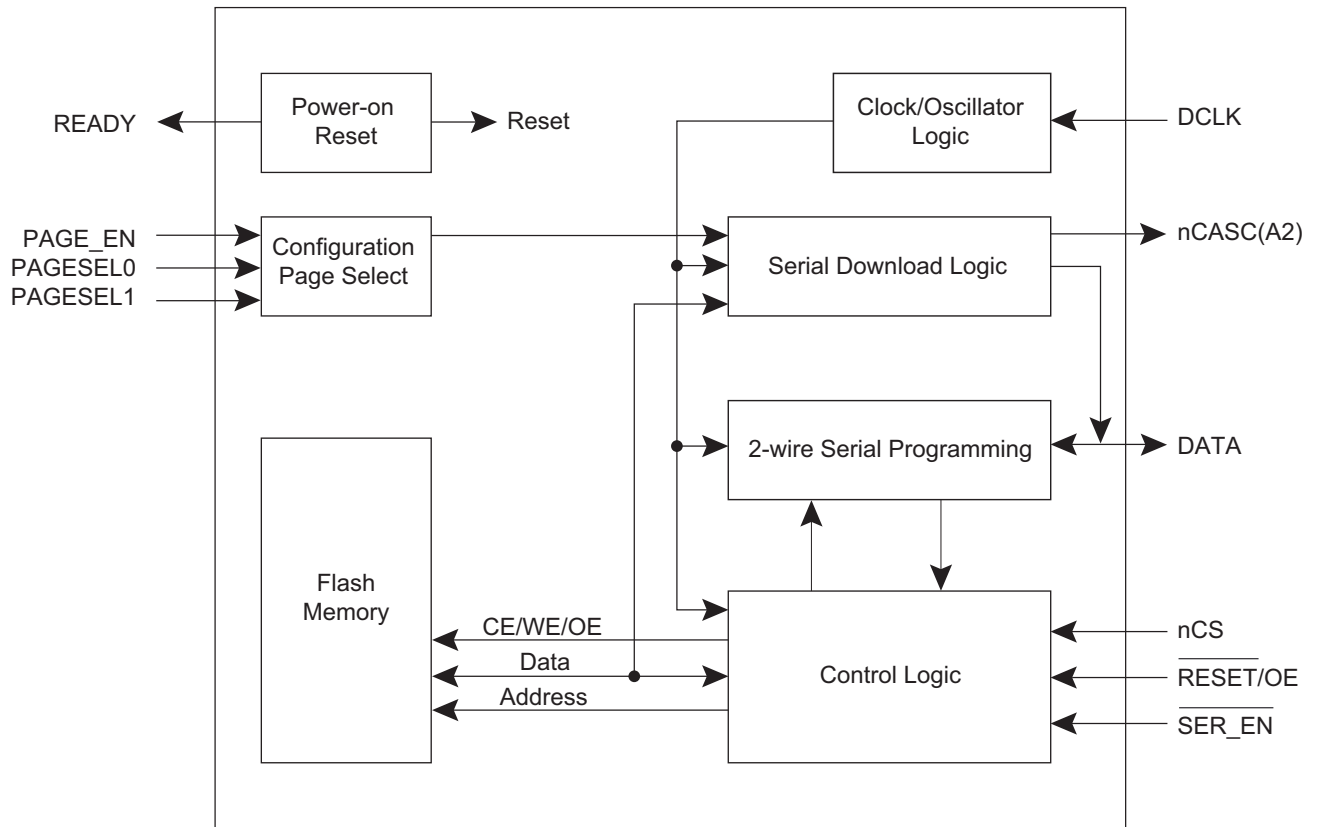 READY
Power-on
Reset
Reset
Clock/Oscillator
Logic
DCLK
PAGE_EN
PAGESEL0
PAGESEL1
Configuration
Page Select
Serial Download Logic
nCASC(A2)
2-wire Serial Programming
DATA
Flash
Memory
CE/WE/OE
Data
Address
Control Logic
nCS
RESET/OE
SER_EN